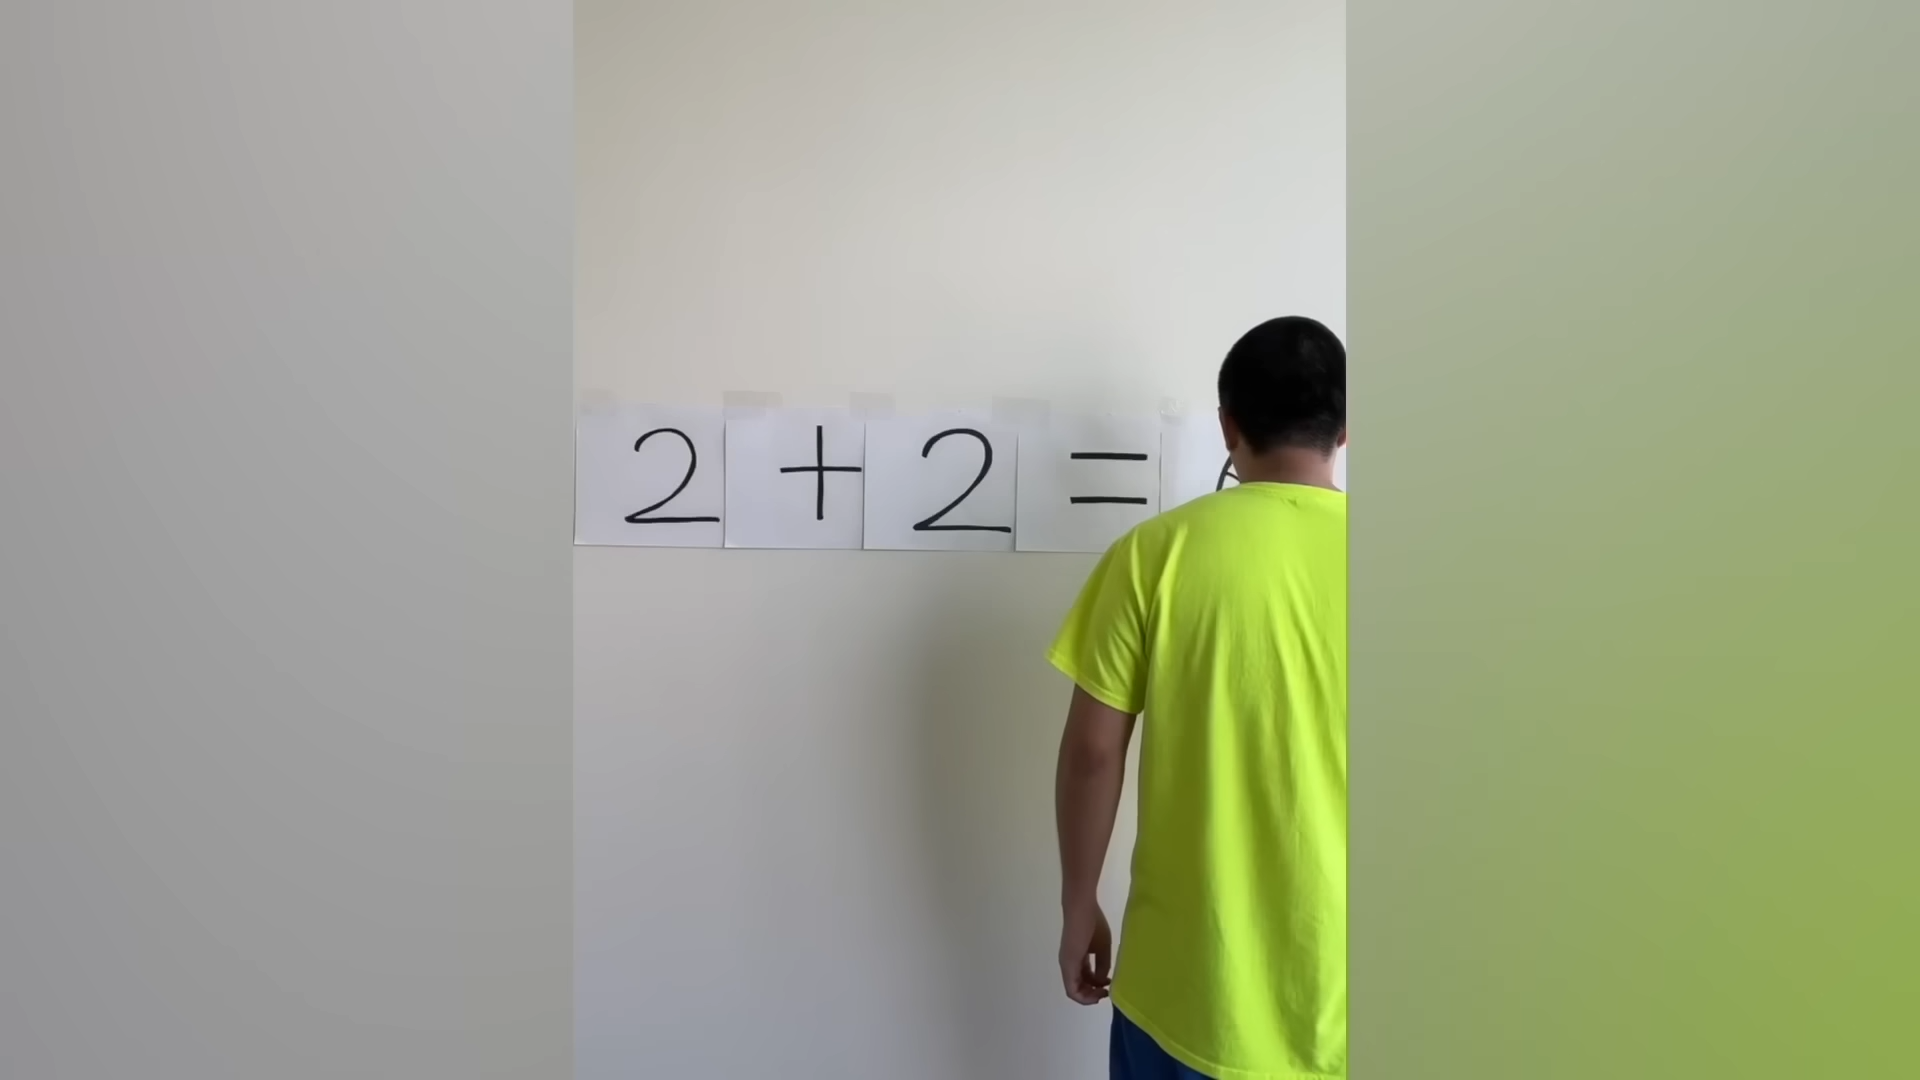 2 + 2 =